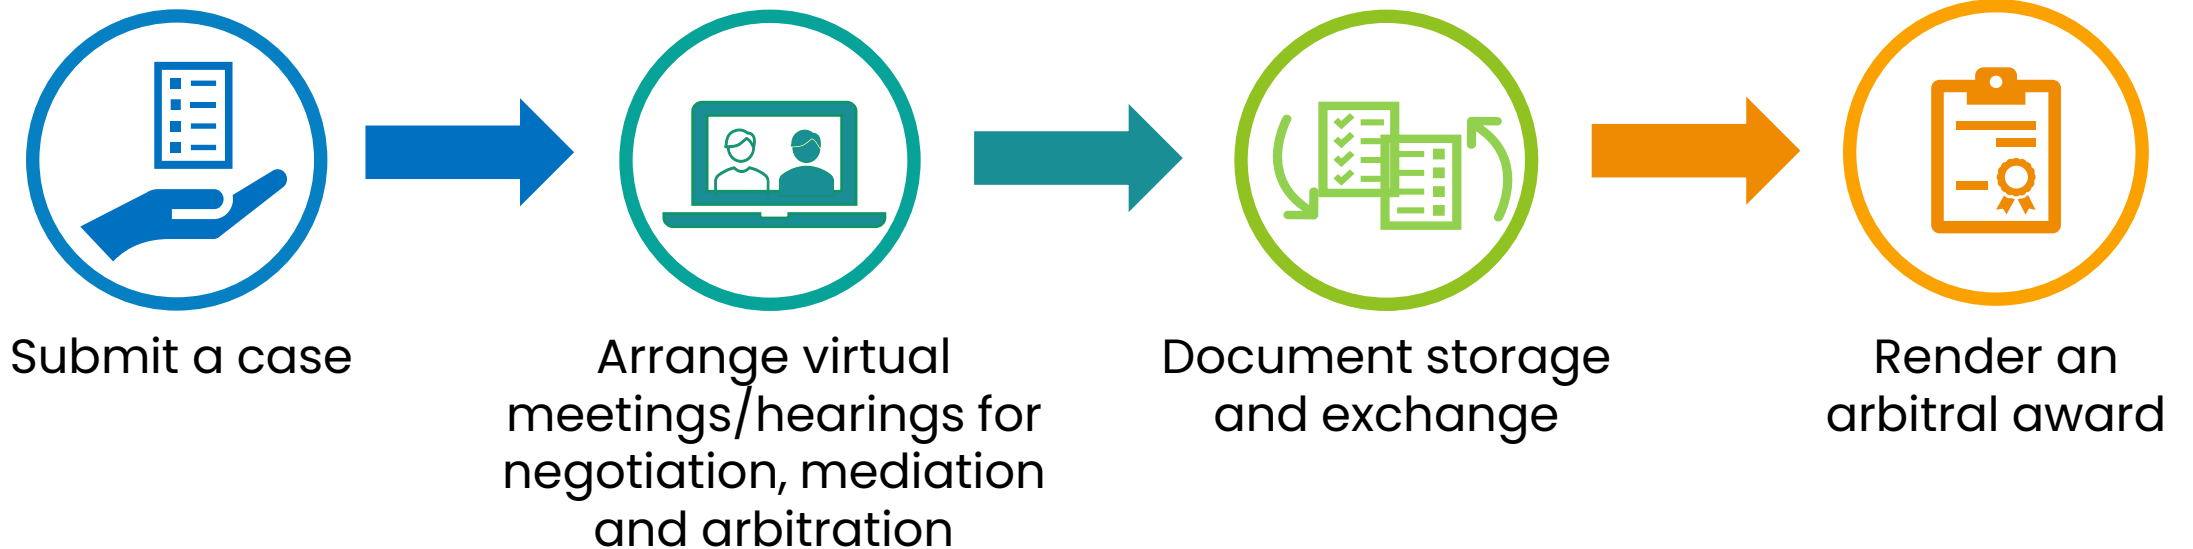 Submit a case
Arrange virtual
meetings/hearings for
negotiation, mediation
and arbitration
Document storage
and exchange
Render an
arbitral award